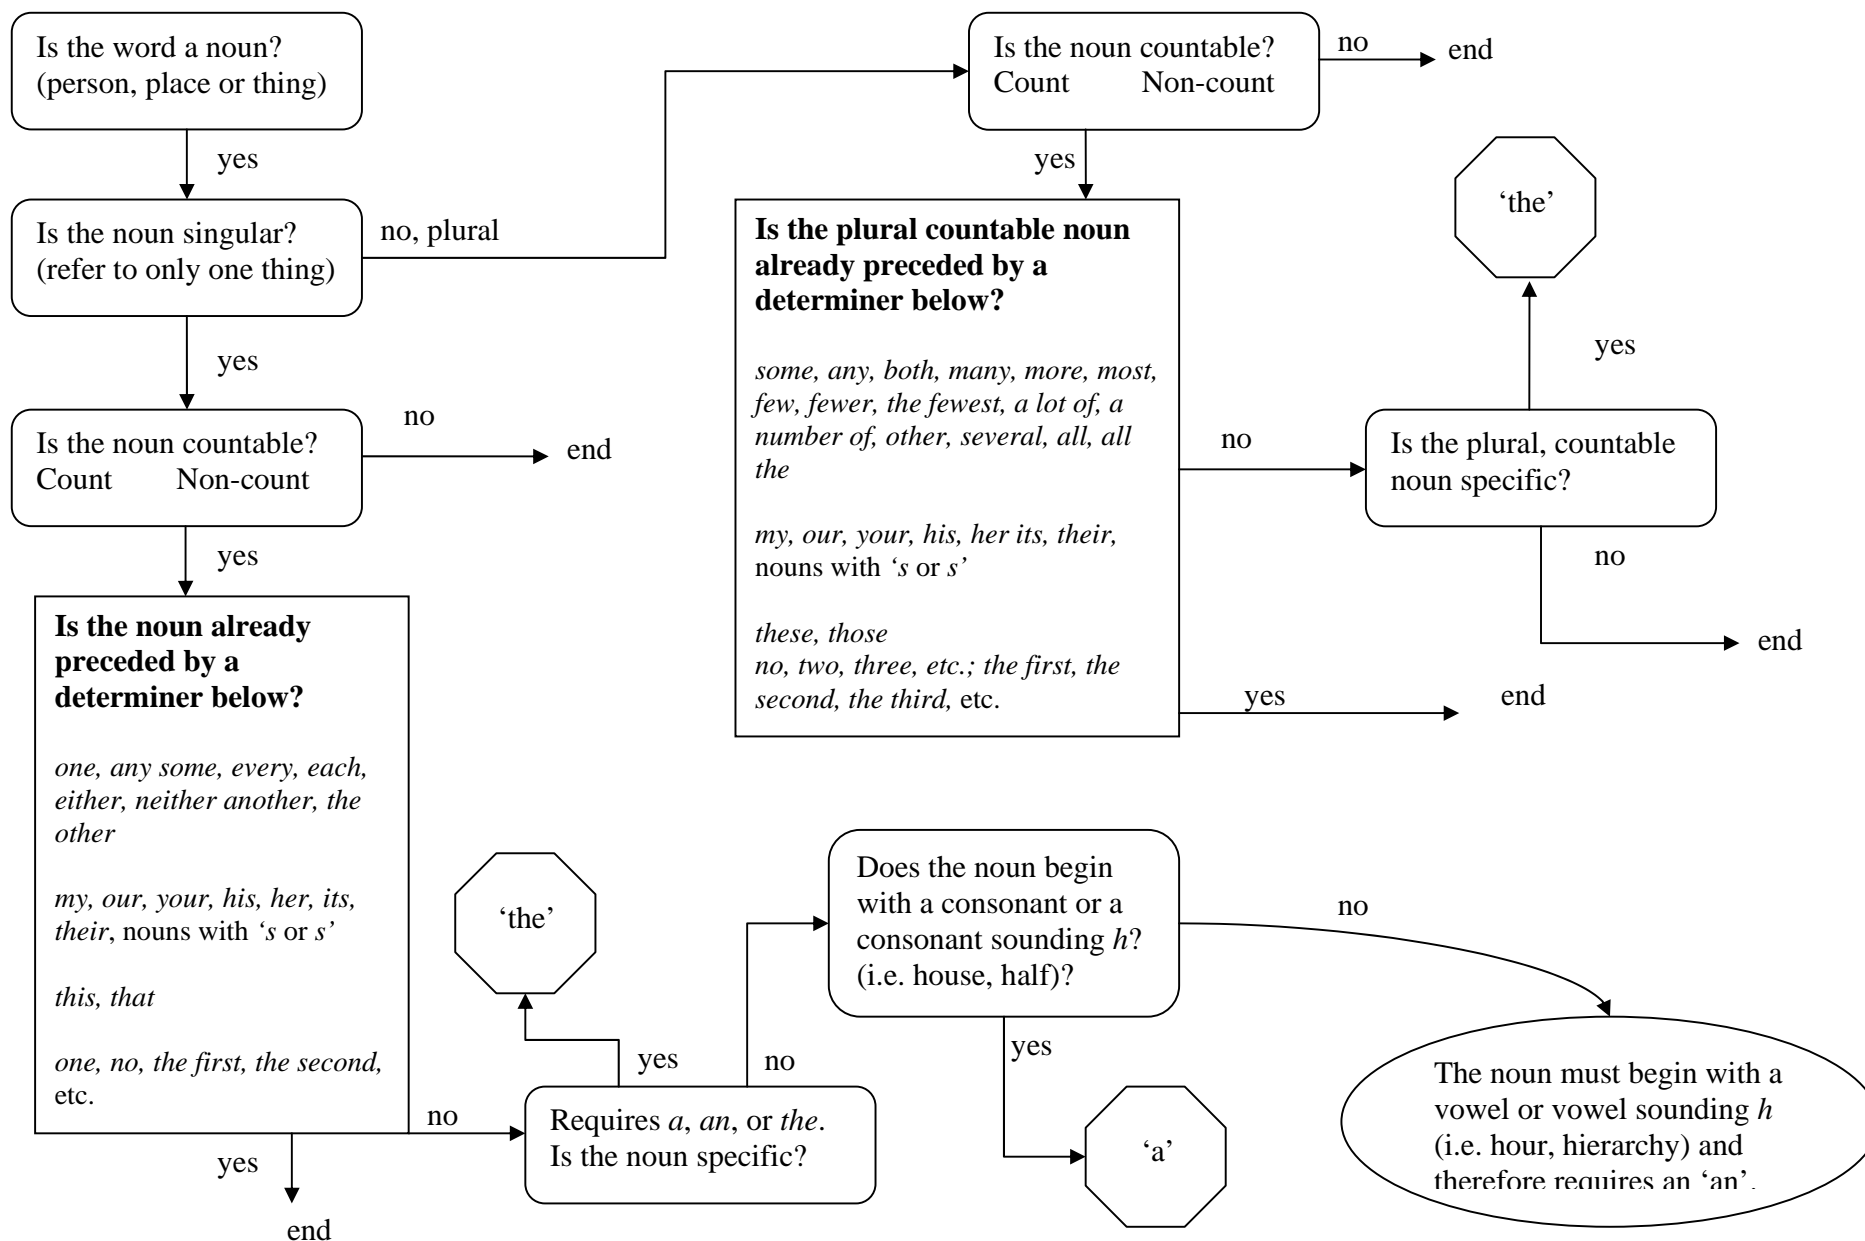 Is the word a noun?
(person, place or thing)
yes
Is the noun singular?
(refer to only one thing)
no, plural
yes
Is the noun countable?
Count Non-count
no
end
yes
Is the noun already
preceded by a
determiner below?
one, any some, every, each,
either, neither another, the
other
my, our, your, his, her, its,
their, nouns with ‘s or s’
this, that
one, no, the first, the second,
etc.
yes
end
no
Requires a, an, or the.
Is the noun specific?
yes
‘the’
no
Does the noun begin
with a consonant or a
consonant sounding h?
(i.e. house, half)?
yes
‘a’
no
The noun must begin with a
vowel or vowel sounding h
(i.e. hour, hierarchy) and
therefore requires an ‘an’.
Is the noun countable?
Count Non-count
no
end
yes
Is the plural countable noun
already preceded by a
determiner below?
some, any, both, many, more, most,
few, fewer, the fewest, a lot of, a
number of, other, several, all, all
the
my, our, your, his, her its, their,
nouns with ‘s or s’
these, those
no, two, three, etc.; the first, the
second, the third, etc.
yes
end
no
Is the plural, countable
noun specific?
yes
‘the’
no
end